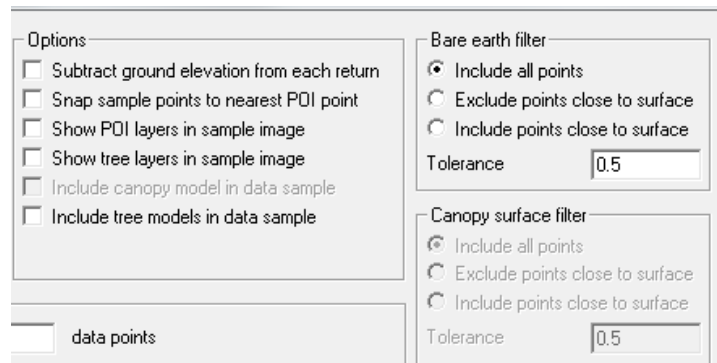 Options
Subtract ground elevation from each return
Snap sample points to nearest POI point
Show POI layers in sample image
Show tree layers in sample image
Include canopy model in data sample
Include tree models in data sample
data points
Bare earth filter
Include all points
Exclude points close to surface
Include points close to surface
Tolerance 0.5
Canopy surface filter
Include all points
Exclude points close to surface
Include points close to surface
Tolerance 0.5